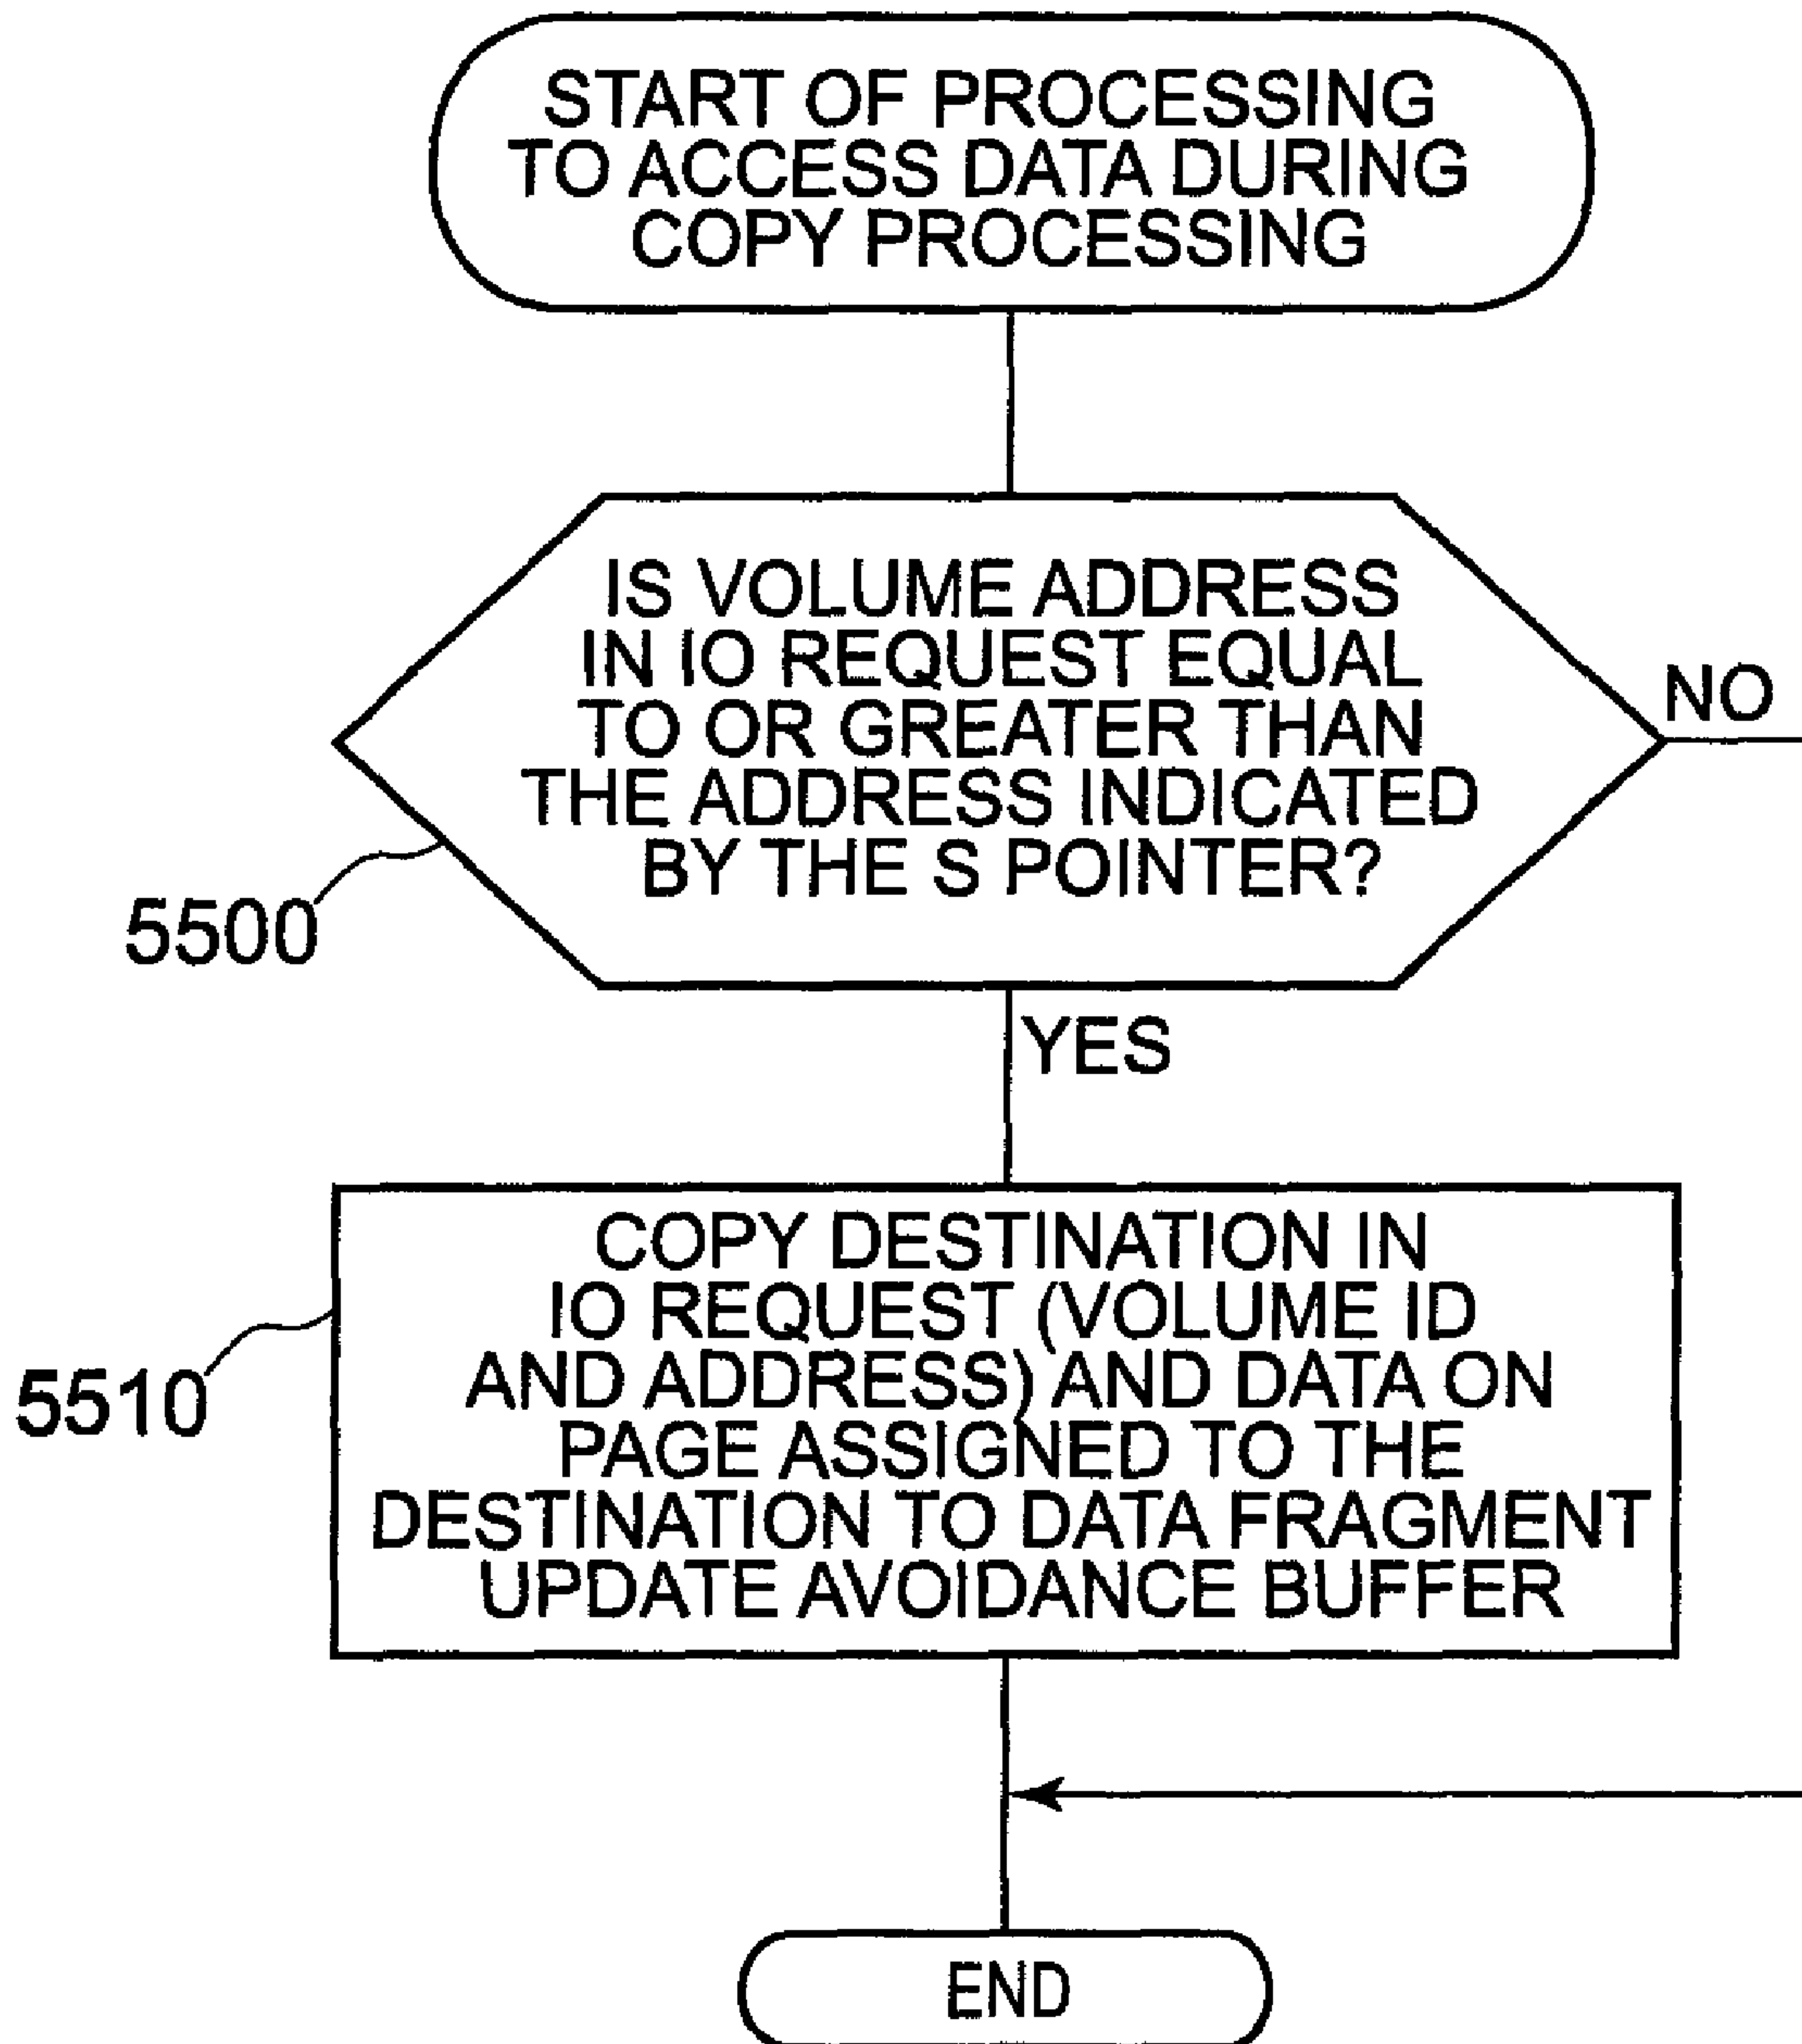 START OF PROCESSING
TO ACCESS DATA DURING
COPY PROCESSING
IS VOLUME ADDRESS
IN IO REQUEST EQUAL
TO OR GREATER THAN
THE ADDRESS INDICATED
BY THE S POINTER?
NO
5500
YES
COPY DESTINATION IN
IO REQUEST (VOLUME ID
AND ADDRESS) AND DATA ON
PAGE ASSIGNED TO THE
DESTINATION TO DATA FRAGMENT
UPDATE AVOIDANCE BUFFER
5510
END